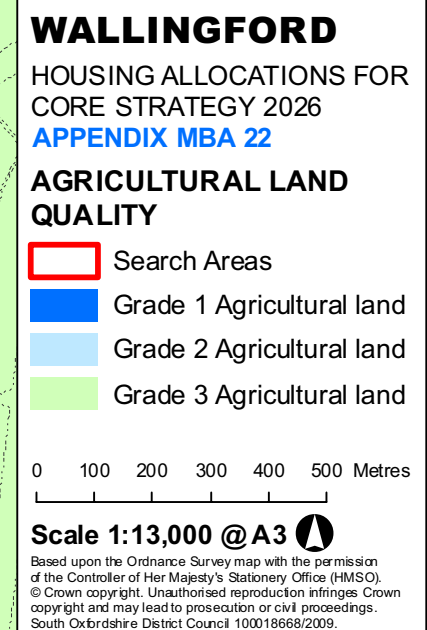 WALLINGFORD
HOUSING ALLOCATIONS FOR
CORE STRATEGY 2026
APPENDIX MBA 22
AGRICULTURAL LAND
QUALITY
Search Areas
Grade 1 Agricultural land
Grade 2 Agricultural land
Grade 3 Agricultural land
0 100 200 300 400 500 Metres
Scale 1:13,000 @ A3
Based upon the Ordnance Survey map with the permission
of the Controller of Her Majesty's Stationery Office (HMSO).
© Crown copyright. Unauthorised reproduction infringes Crown
copyright and may lead to prosecution or civil proceedings.
South Oxfordshire District Council 100018668/2009.